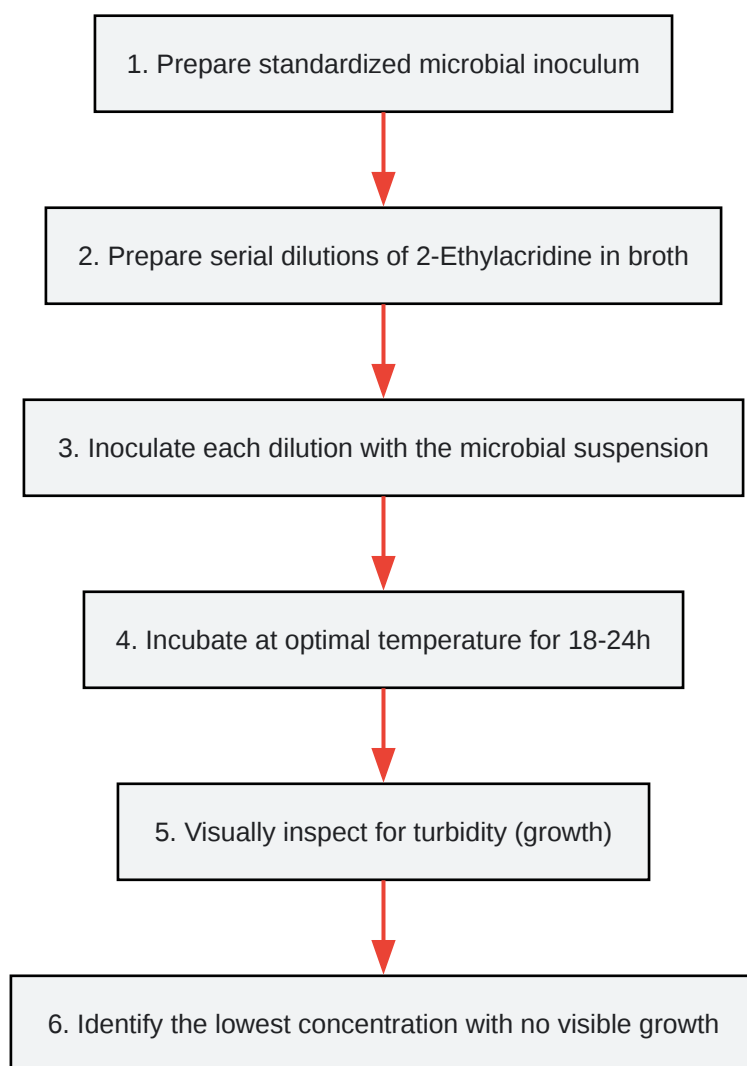 1. Prepare standardized microbial inoculum
2. Prepare serial dilutions of 2-Ethylacridine in broth
3. Inoculate each dilution with the microbial suspension
4. Incubate at optimal temperature for 18-24h
5. Visually inspect for turbidity (growth)
6. Identify the lowest concentration with no visible growth